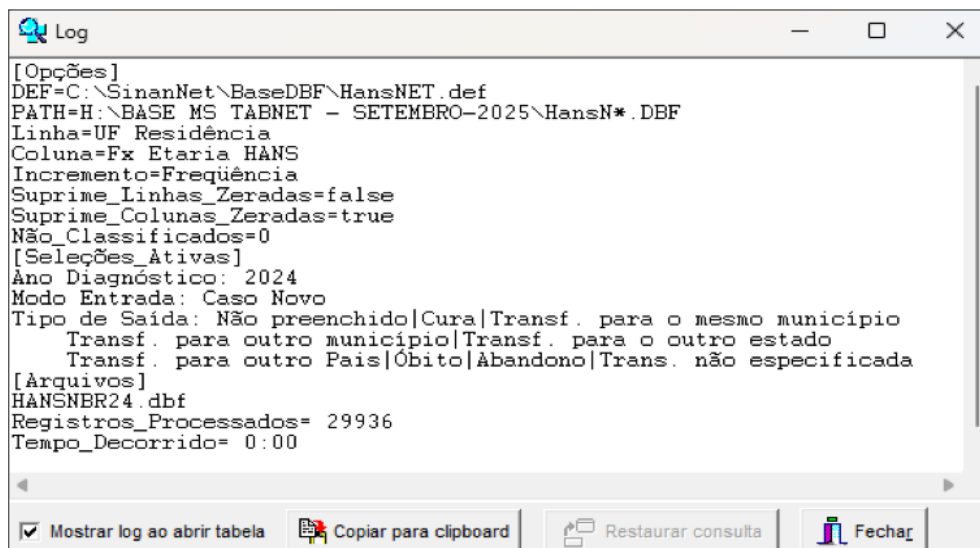 Log
[Opções]
DEF=C:\SinanNet\BaseDBF\HansNET.def
PATH=H:\BASE MS TABNET - SETEMBRO-2025\HansN*.DBF
Linha=UF Residência
Coluna=Fx Etaria HANS
Incremento=Freqüência
Suprime_Linhas_Zeradas=false
Suprime_Colunas_Zeradas=true
Não_Classificados=0
[Seleções_Ativas]
Ano Diagnóstico: 2024
Modo Entrada: Caso Novo
Tipo de Saída: Não preenchido|Cura|Transf. para o mesmo município
Transf. para outro município|Transf. para o outro estado
Transf. para outro Pais|Óbito|Abandono|Trans. não especificada
[Arquivos]
HANSNBR24.dbf
Registros_Processados= 29936
Tempo_Decorrido= 0:00
Mostrar log ao abrir tabela Copiar para clipboard Restaurar consulta Fechar